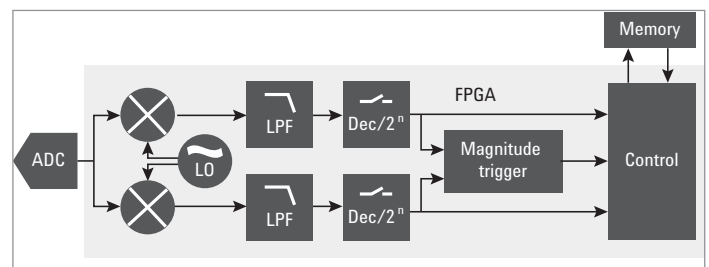 Memory
FPGA
ADC
LO
LPF
Dec/2ⁿ
Magnitude
trigger
Control
LPF
Dec/2ⁿ